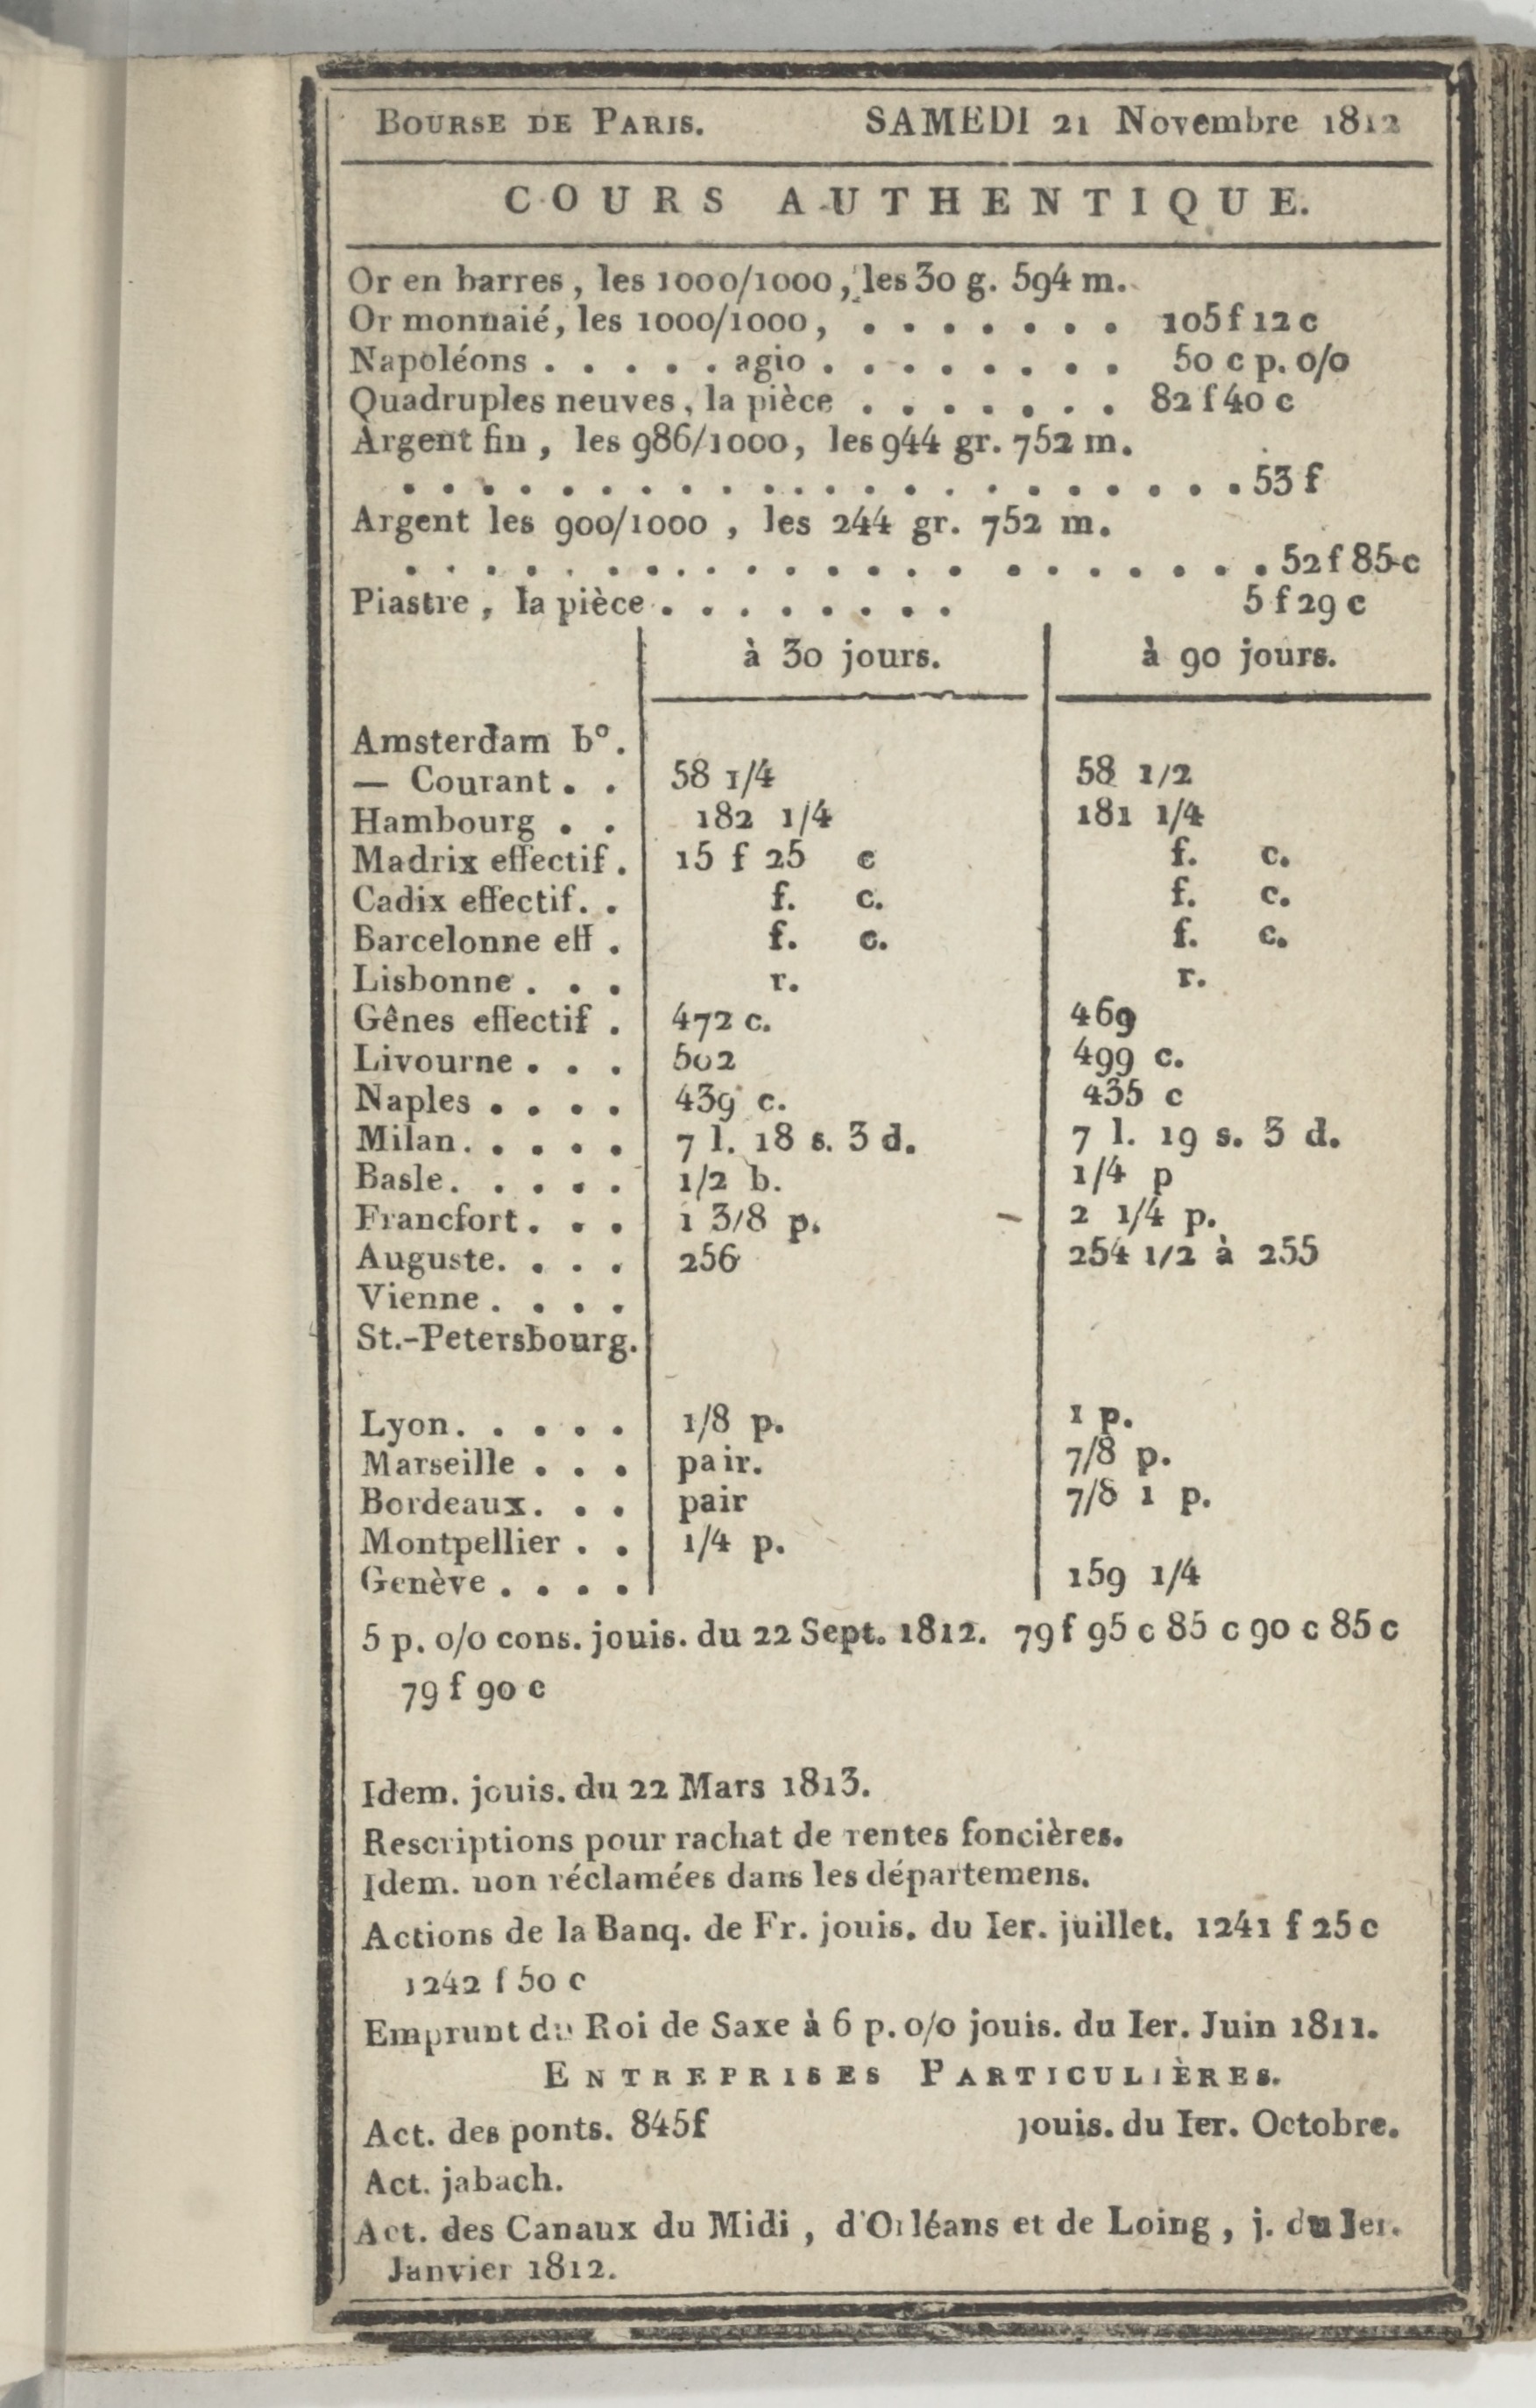 BOURSE DE PARIS. SAMEDI 21 Novembre 1812
COURS AUTHENTIQUE.
Or en barres, les 1000/1000, les 30 g. 594 m.
Or monnaié, les 1000/1000, . . . . . . . 105 f 12 c
Napoléons . . . . . agio . . . . . . . . 50 c p. 0/0
Quadruples neuves, la pièce . . . . . . . 82 f 40 c
Argent fin, les 986/1000, les 944 gr. 752 m.
. . . . . . . . . . . . . . . . . . . . . . 53 f
Argent les 900/1000, les 244 gr. 752 m.
. . . . . . . . . . . . . . . . . . . . . . 52 f 85 c
Piastre, la pièce . . . . . . . . 5 f 29 c
à 30 jours. à 90 jours.
Amsterdam b°.
— Courant . . 58 1/4 58 1/2
Hambourg . . 182 1/4 181 1/4
Madrix effectif . 15 f 25 c f. c.
Cadix effectif. . f. c. f. c.
Barcelonne eff . f. c. f. c.
Lisbonne . . . r. r.
Gênes effectif . 472 c. 469
Livourne . . . 502 499 c.
Naples . . . . 439 c. 435 c
Milan. . . . . 7 l. 18 s. 3 d. 7 l. 19 s. 3 d.
Basle. . . . . 1/2 b. 1/4 p
Francfort. . . 1 3/8 p. 2 1/4 p.
Auguste. . . . 256 254 1/2 à 255
Vienne . . . .
St.-Petersbourg.
Lyon. . . . . 1/8 p. 1 p.
Marseille . . . pair. 7/8 p.
Bordeaux. . . pair 7/8 1 p.
Montpellier . . 1/4 p.
Genève . . . . 159 1/4
5 p. 0/0 cons. jouis. du 22 Sept. 1812. 79 f 95 c 85 c 90 c 85 c
79 f 90 c
Idem. jouis. du 22 Mars 1813.
Rescriptions pour rachat de rentes foncières.
Idem. non réclamées dans les départemens.
Actions de la Banq. de Fr. jouis. du Ier. juillet. 1241 f 25 c
1242 f 50 c
Emprunt du Roi de Saxe à 6 p. 0/0 jouis. du Ier. Juin 1811.
ENTREPRISES PARTICULIÈRES.
Act. des ponts. 845f jouis. du Ier. Octobre.
Act. jabach.
Act. des Canaux du Midi, d'Orléans et de Loing, j. du Ier.
Janvier 1812.